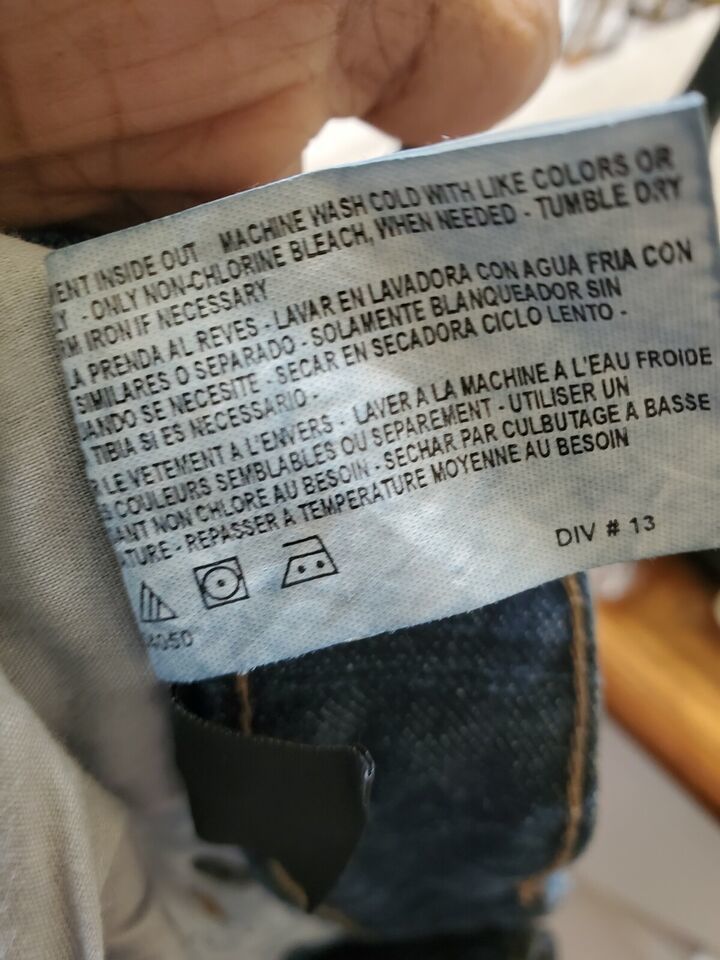 ENT INSIDE OUT MACHINE WASH COLD WITH LIKE COLORS OR
LY - ONLY NON-CHLORINE BLEACH, WHEN NEEDED - TUMBLE DRY
RM IRON IF NECESSARY
LA PRENDA AL REVES - LAVAR EN LAVADORA CON AGUA FRIA CON
SIMILARES O SEPARADO - SOLAMENTE BLANQUEADOR SIN
ANDO SE NECESITE - SECAR EN SECADORA CICLO LENTO -
TIBIA SI ES NECESSARIO -
LE VETEMENT A L'ENVERS - LAVER A LA MACHINE A L'EAU FROIDE
COULEURS SEMBLABLES OU SEPAREMENT - UTILISER UN
ANT NON CHLORE AU BESOIN - SECHAR PAR CULBUTAGE A BASSE
ATURE - REPASSER A TEMPERATURE MOYENNE AU BESOIN
DIV # 13